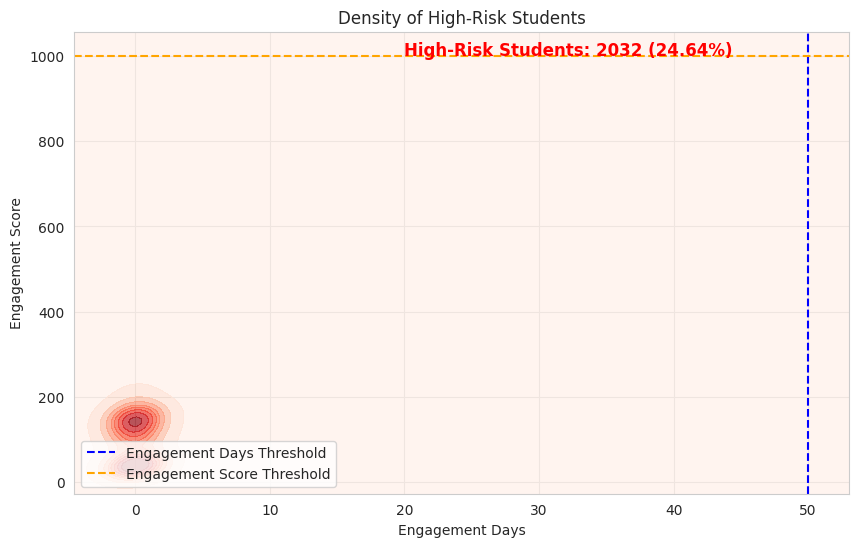 Density of High-Risk Students
High-Risk Students: 2032 (24.64%)
Engagement Score
1000
800
600
400
200
0
Engagement Days Threshold
Engagement Score Threshold
0 10 20 30 40 50
Engagement Days